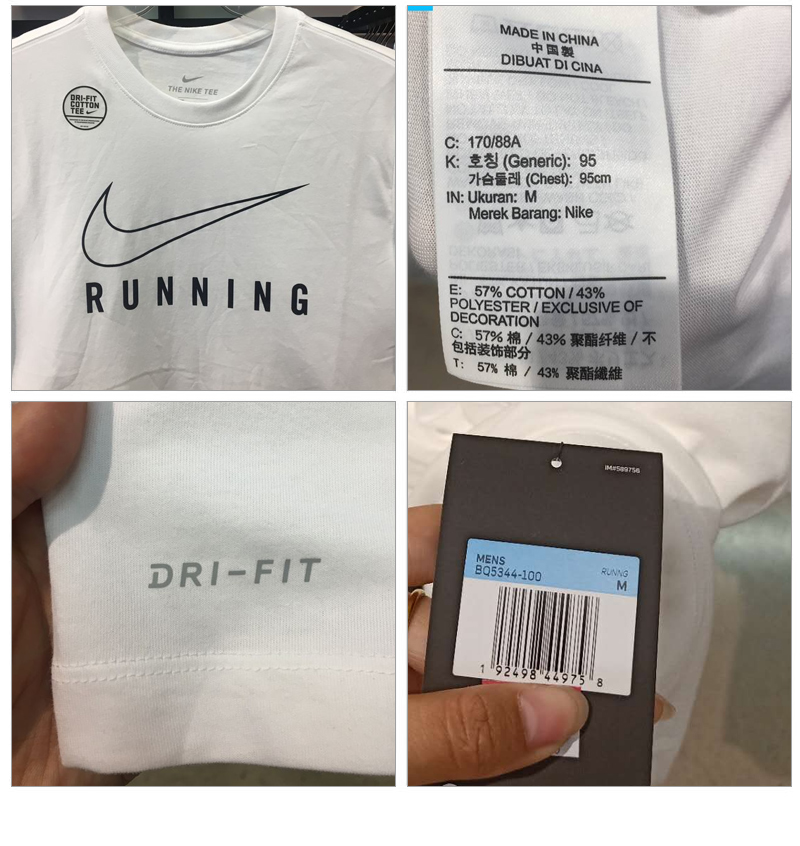 THE NIKE TEE
DRI-FIT
COTTON
TEE
RUNNING
MADE IN CHINA
中国製
DIBUAT DI CINA
C: 170/88A
K: 호칭 (Generic): 95
가슴둘레 (Chest): 95cm
IN: Ukuran: M
Merek Barang: Nike
E: 57% COTTON / 43%
POLYESTER / EXCLUSIVE OF
DECORATION
C: 57% 棉 / 43% 聚酯纤维 / 不
包括装饰部分
T: 57% 棉 / 43% 聚酯纖維
DRI-FIT
IM#589756
MENS
BQ5344-100
RUNNG
M
1 92498 44975 8